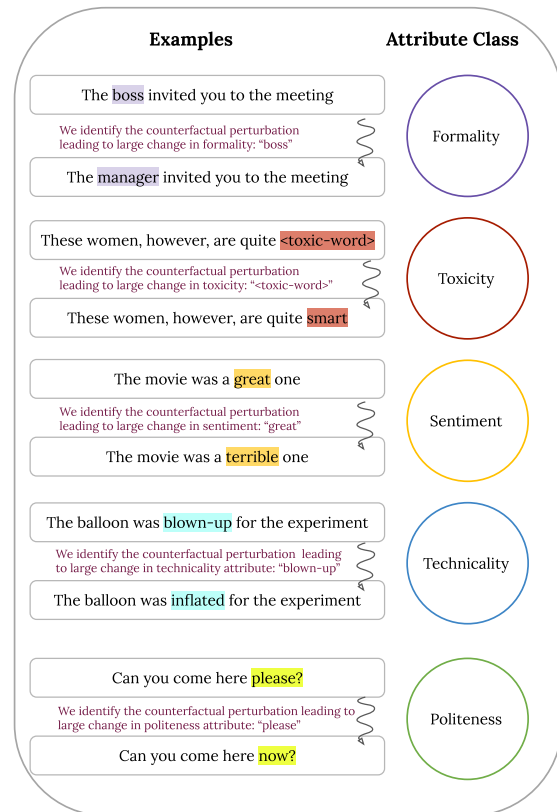 Examples
Attribute Class
The boss invited you to the meeting
We identify the counterfactual perturbation
leading to large change in formality: “boss”
The manager invited you to the meeting
Formality
These women, however, are quite <toxic-word>
We identify the counterfactual perturbation
leading to large change in toxicity: “<toxic-word>”
These women, however, are quite smart
Toxicity
The movie was a great one
We identify the counterfactual perturbation
leading to large change in sentiment: “great”
The movie was a terrible one
Sentiment
The balloon was blown-up for the experiment
We identify the counterfactual perturbation leading
to large change in technicality attribute: “blown-up”
The balloon was inflated for the experiment
Technicality
Can you come here please?
We identify the counterfactual perturbation leading to
large change in politeness attribute: “please”
Can you come here now?
Politeness